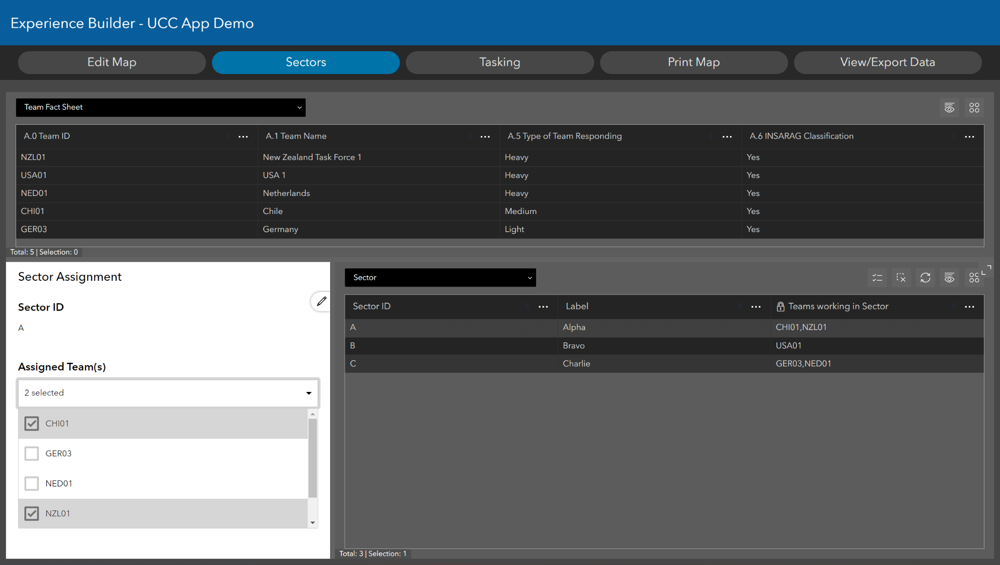 Experience Builder - UCC App Demo
Edit Map Sectors Tasking Print Map View/Export Data
Team Fact Sheet
A.0 Team ID A.1 Team Name A.5 Type of Team Responding A.6 INSARAG Classification
NZL01 New Zealand Task Force 1 Heavy Yes
USA01 USA 1 Heavy Yes
NED01 Netherlands Heavy Yes
CHI01 Chile Medium Yes
GER03 Germany Light Yes
Total: 5 | Selection: 0
Sector Assignment
Sector ID
A
Assigned Team(s)
2 selected
CHI01
GER03
NED01
NZL01
Sector
Sector ID Label Teams working in Sector
A Alpha CHI01,NZL01
B Bravo USA01
C Charlie GER03,NED01
Total: 3 | Selection: 1